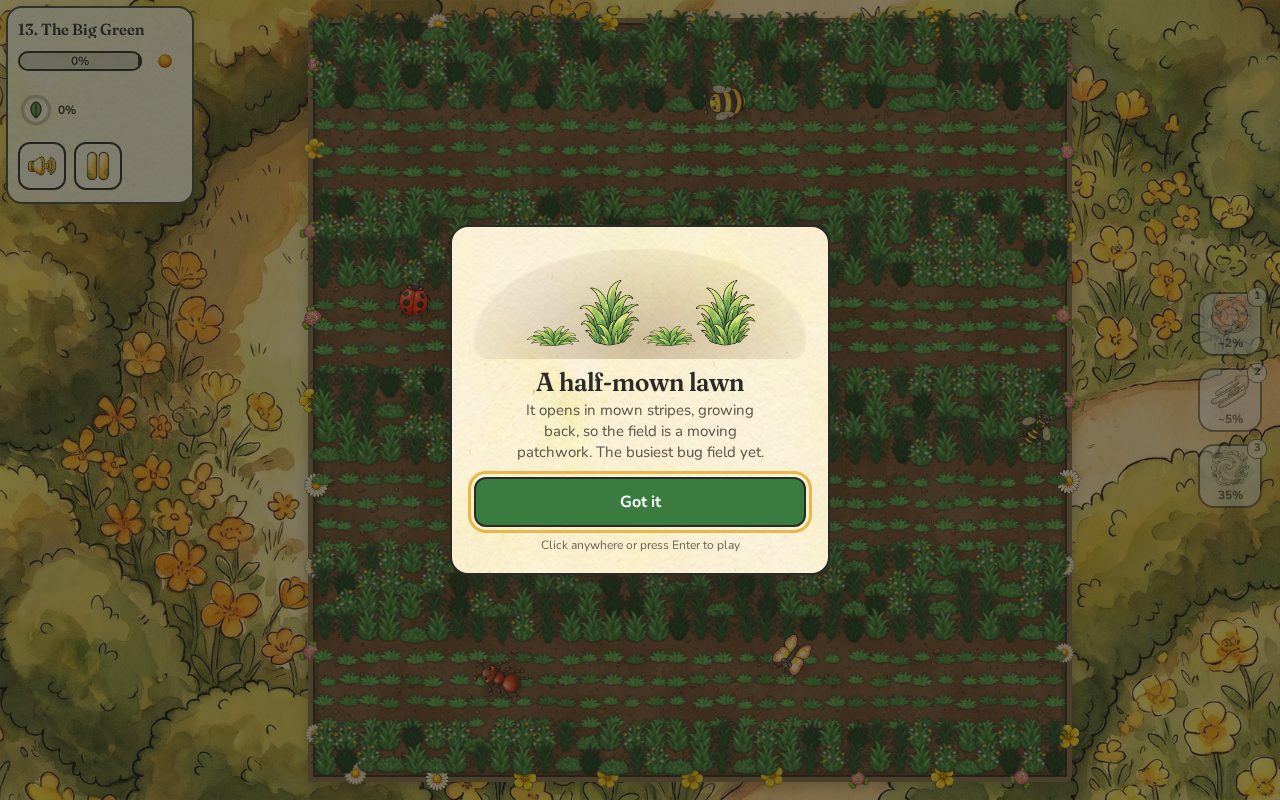 13. The Big Green
0%
0%
A half-mown lawn
It opens in mown stripes, growing
back, so the field is a moving
patchwork. The busiest bug field yet.
Got it
Click anywhere or press Enter to play
1
~2%
2
~5%
3
35%